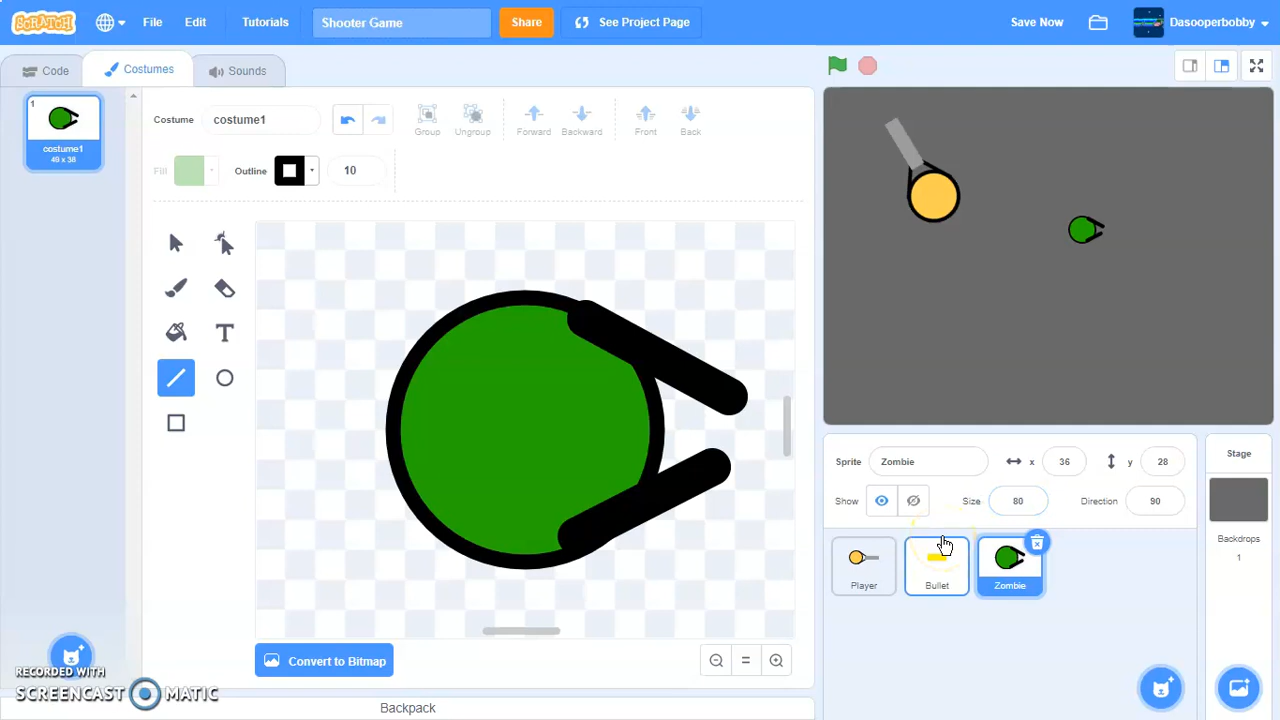 SCRATCH File Edit Tutorials Shooter Game Share See Project Page Save Now Dasooperbobby
Code Costumes Sounds
1
costume1
49 x 38
Costume costume1 Group Ungroup Forward Backward Front Back
Fill Outline 10
Sprite Zombie x 36 y 28
Show Size 80 Direction 90
Player Bullet Zombie
Stage
Backdrops
1
Convert to Bitmap
RECORDED WITH
SCREENCAST MATIC
Backpack